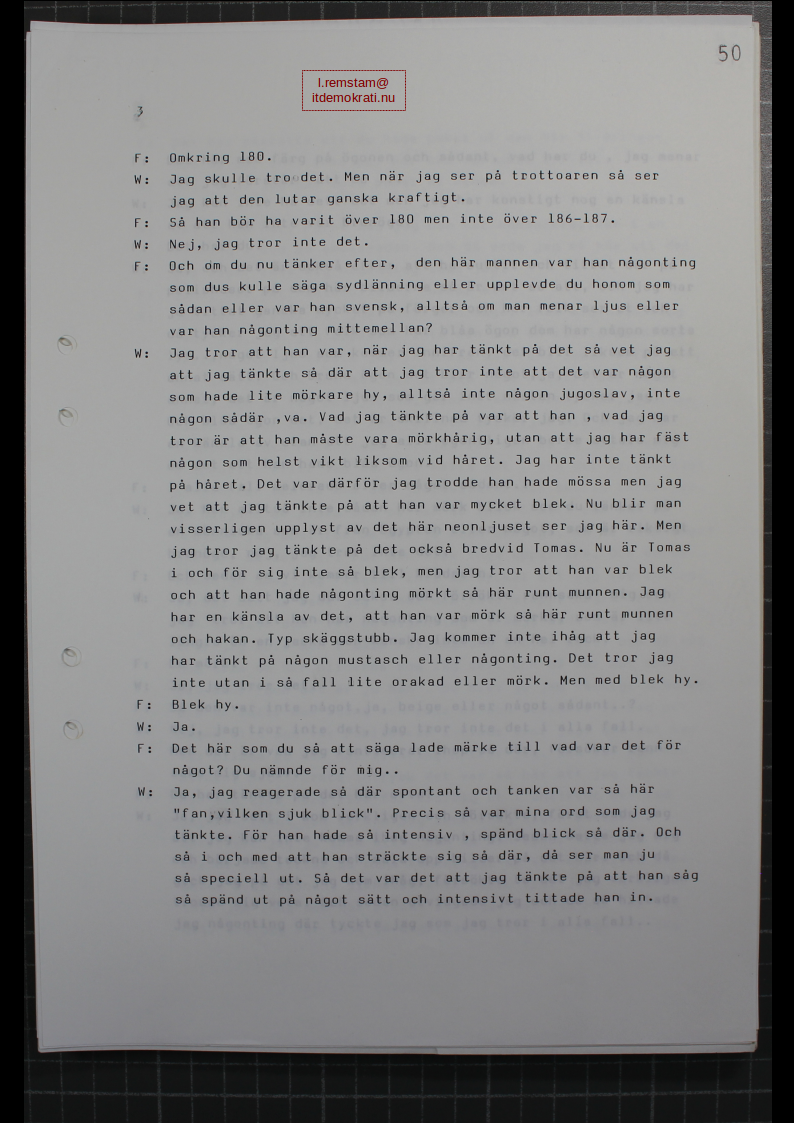 50
l.remstam@
itdemokrati.nu
3
F: Omkring 180.
W: Jag skulle tro det. Men när jag ser på trottoaren så ser
jag att den lutar ganska kraftigt.
F: Så han bör ha varit över 180 men inte över 186-187.
W: Nej, jag tror inte det.
F: Och om du nu tänker efter, den här mannen var han någonting
som dus kulle säga sydlänning eller upplevde du honom som
sådan eller var han svensk, alltså om man menar ljus eller
var han någonting mittemellan?
W: Jag tror att han var, när jag har tänkt på det så vet jag
att jag tänkte så där att jag tror inte att det var någon
som hade lite mörkare hy, alltså inte någon jugoslav, inte
någon sådär ,va. Vad jag tänkte på var att han , vad jag
tror är att han måste vara mörkhårig, utan att jag har fäst
någon som helst vikt liksom vid håret. Jag har inte tänkt
på håret. Det var därför jag trodde han hade mössa men jag
vet att jag tänkte på att han var mycket blek. Nu blir man
visserligen upplyst av det här neonljuset ser jag här. Men
jag tror jag tänkte på det också bredvid Tomas. Nu är Tomas
i och för sig inte så blek, men jag tror att han var blek
och att han hade någonting mörkt så här runt munnen. Jag
har en känsla av det, att han var mörk så här runt munnen
och hakan. Typ skäggstubb. Jag kommer inte ihåg att jag
har tänkt på någon mustasch eller någonting. Det tror jag
inte utan i så fall lite orakad eller mörk. Men med blek hy.
F: Blek hy.
W: Ja.
F: Det här som du så att säga lade märke till vad var det för
något? Du nämnde för mig..
W: Ja, jag reagerade så där spontant och tanken var så här
"fan,vilken sjuk blick". Precis så var mina ord som jag
tänkte. För han hade så intensiv , spänd blick så där. Och
så i och med att han sträckte sig så där, då ser man ju
så speciell ut. Så det var det att jag tänkte på att han såg
så spänd ut på något sätt och intensivt tittade han in.